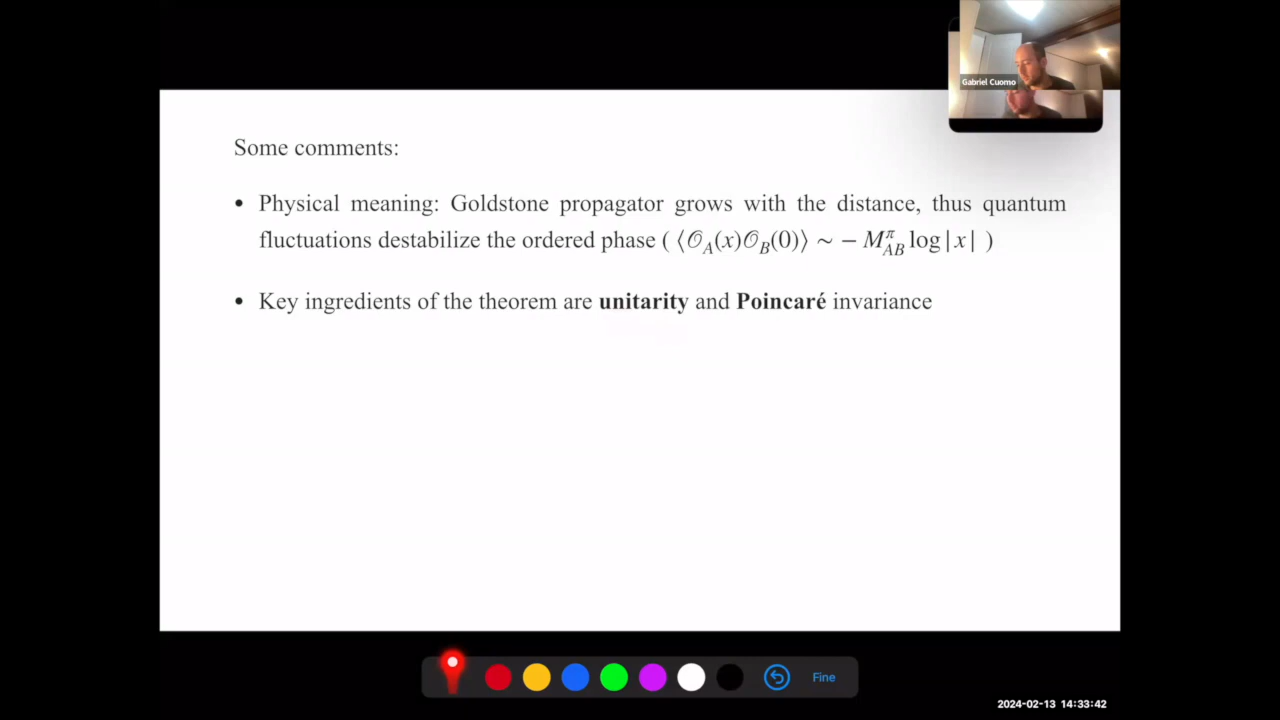 Gabriel Cuomo
Some comments:
• Physical meaning: Goldstone propagator grows with the distance, thus quantum
fluctuations destabilize the ordered phase ( ⟨𝒪_A(x)𝒪_B(0)⟩ ∼ − M^π_{AB} log|x| )
• Key ingredients of the theorem are unitarity and Poincaré invariance
Fine
2024-02-13 14:33:42